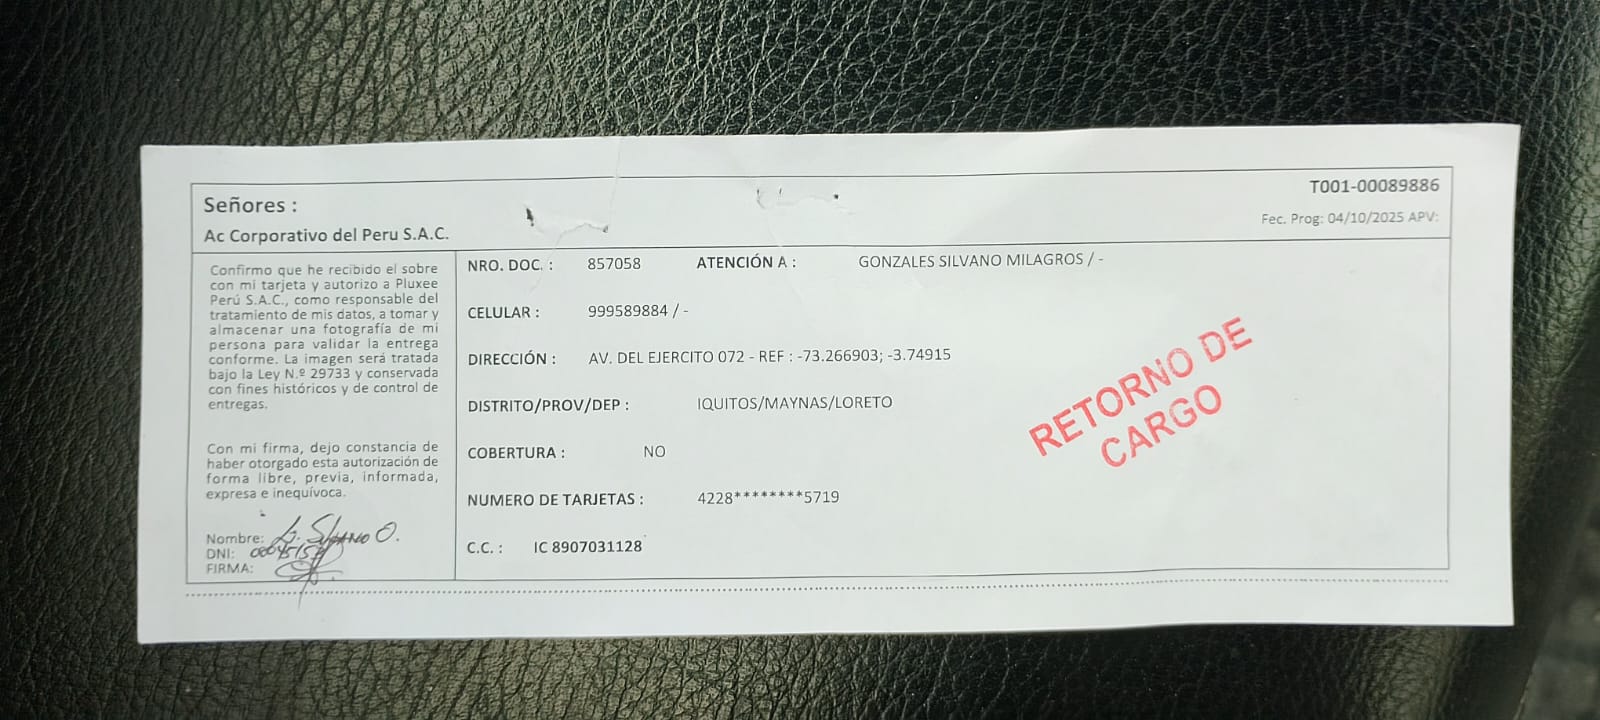 Señores :
Ac Corporativo del Peru S.A.C.
T001-00089886
Fec. Prog: 04/10/2025 APV:
Confirmo que he recibido el sobre
con mi tarjeta y autorizo a Pluxee
Perú S.A.C., como responsable del
tratamiento de mis datos, a tomar y
almacenar una fotografía de mi
persona para validar la entrega
conforme. La imagen será tratada
bajo la Ley N.º 29733 y conservada
con fines históricos y de control de
entregas.
Con mi firma, dejo constancia de
haber otorgado esta autorización de
forma libre, previa, informada,
expresa e inequívoca.
Nombre: Silvano O.
DNI:
FIRMA:
NRO. DOC. : 857058 ATENCIÓN A : GONZALES SILVANO MILAGROS / -
CELULAR : 999589884 / -
DIRECCIÓN : AV. DEL EJERCITO 072 - REF : -73.266903; -3.74915
DISTRITO/PROV/DEP : IQUITOS/MAYNAS/LORETO
COBERTURA : NO
NUMERO DE TARJETAS : 4228********5719
C.C. : IC 8907031128
RETORNO DE
CARGO